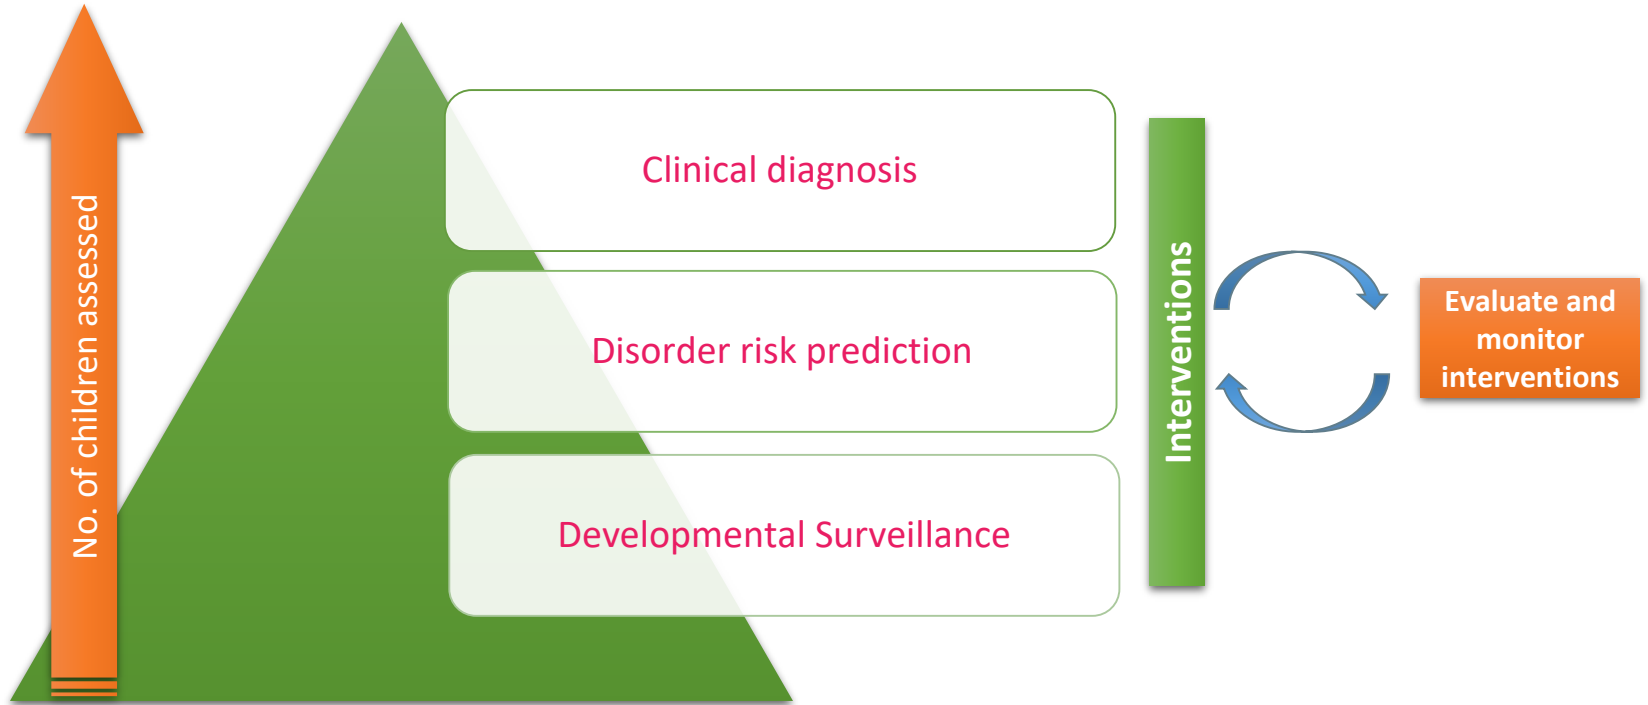 No. of children assessed
Clinical diagnosis
Disorder risk prediction
Developmental Surveillance
Interventions
Evaluate and
monitor
interventions